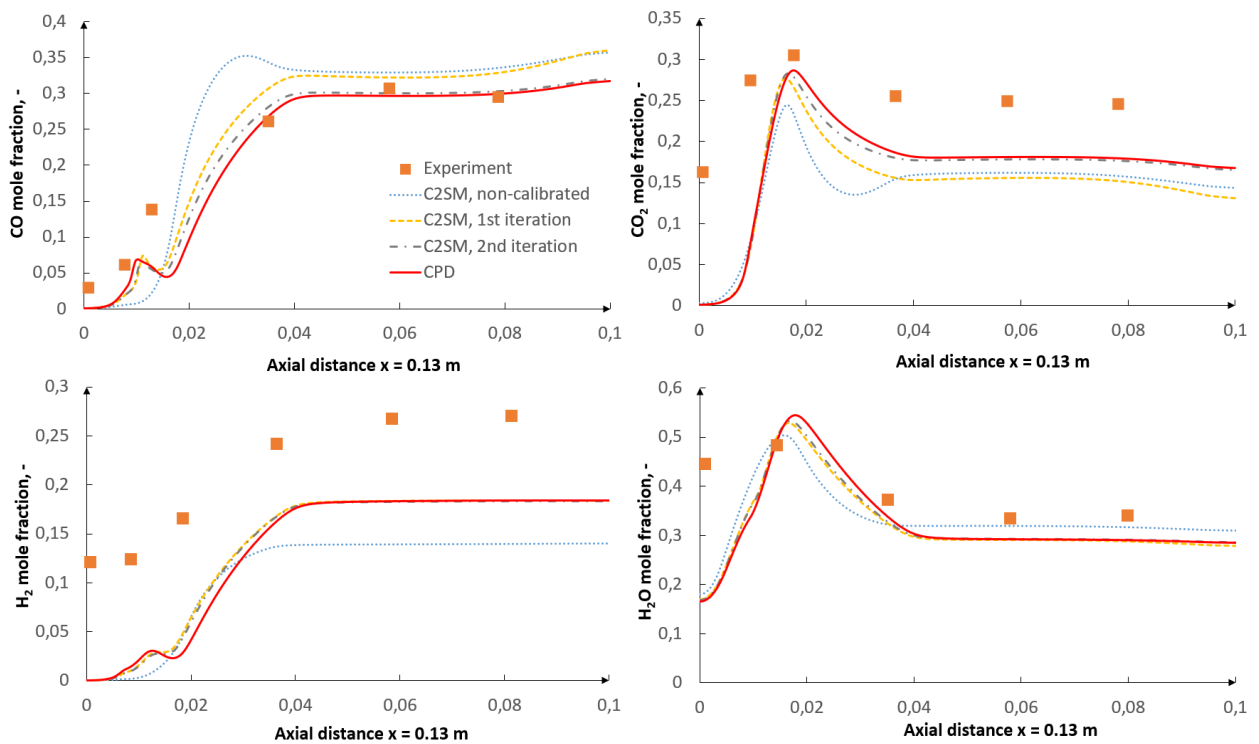 CO mole fraction, -
0,4
0,35
0,3
0,25
0,2
0,15
0,1
0,05
0
0 0,02 0,04 0,06 0,08 0,1
Axial distance x = 0.13 m
Experiment
C2SM, non-calibrated
C2SM, 1st iteration
C2SM, 2nd iteration
CPD
CO₂ mole fraction, -
0,35
0,3
0,25
0,2
0,15
0,1
0,05
0
0 0,02 0,04 0,06 0,08 0,1
Axial distance x = 0.13 m
H₂ mole fraction, -
0,3
0,25
0,2
0,15
0,1
0,05
0
0 0,02 0,04 0,06 0,08 0,1
Axial distance x = 0.13 m
H₂O mole fraction, -
0,6
0,5
0,4
0,3
0,2
0,1
0
0 0,02 0,04 0,06 0,08 0,1
Axial distance x = 0.13 m